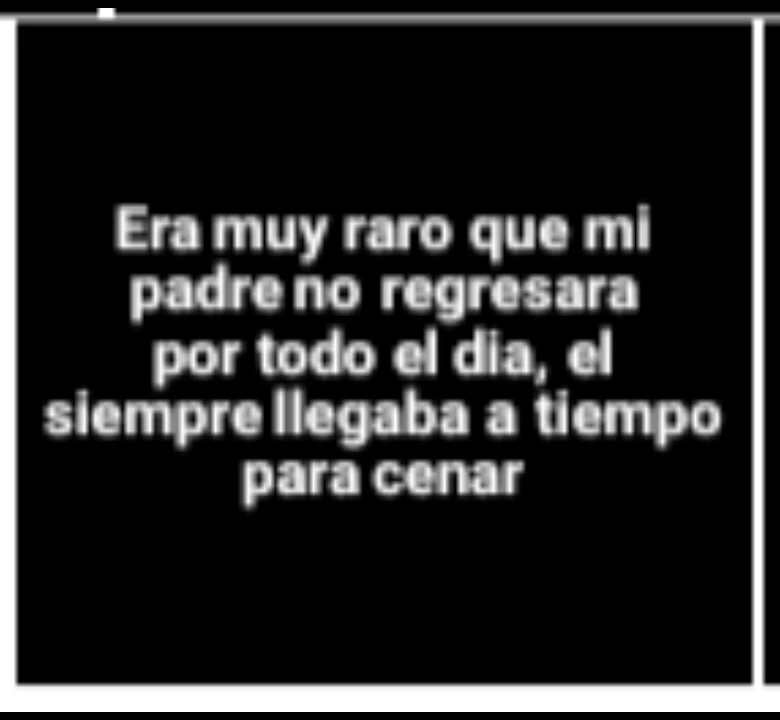 Era muy raro que mi
padre no regresara
por todo el dia, el
siempre llegaba a tiempo
para cenar